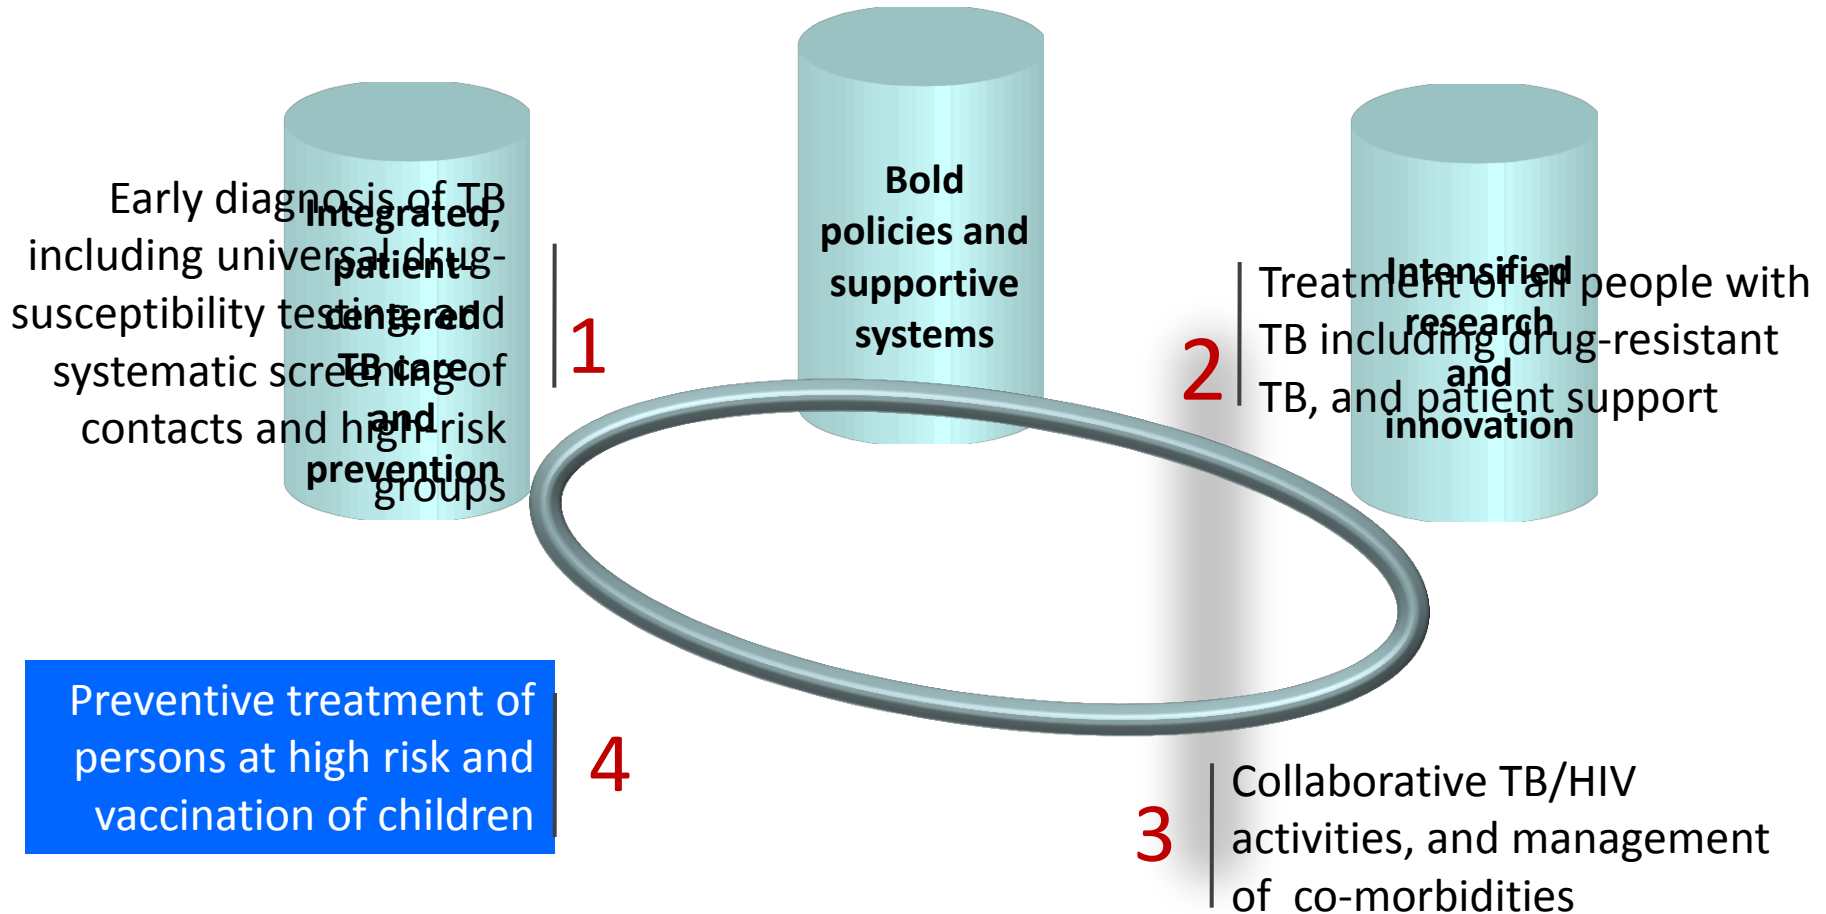 Bold
policies and
supportive
systems
Integrated,
patient-
centered
TB care
and
prevention
Intensified
research
and
innovation
Early diagnosis of TB
including universal drug-
susceptibility testing, and
systematic screening of
contacts and high-risk
groups
1
2
Treatment of all people with
TB including drug-resistant
TB, and patient support
Preventive treatment of
persons at high risk and
vaccination of children
4
3
Collaborative TB/HIV
activities, and management
of  co-morbidities